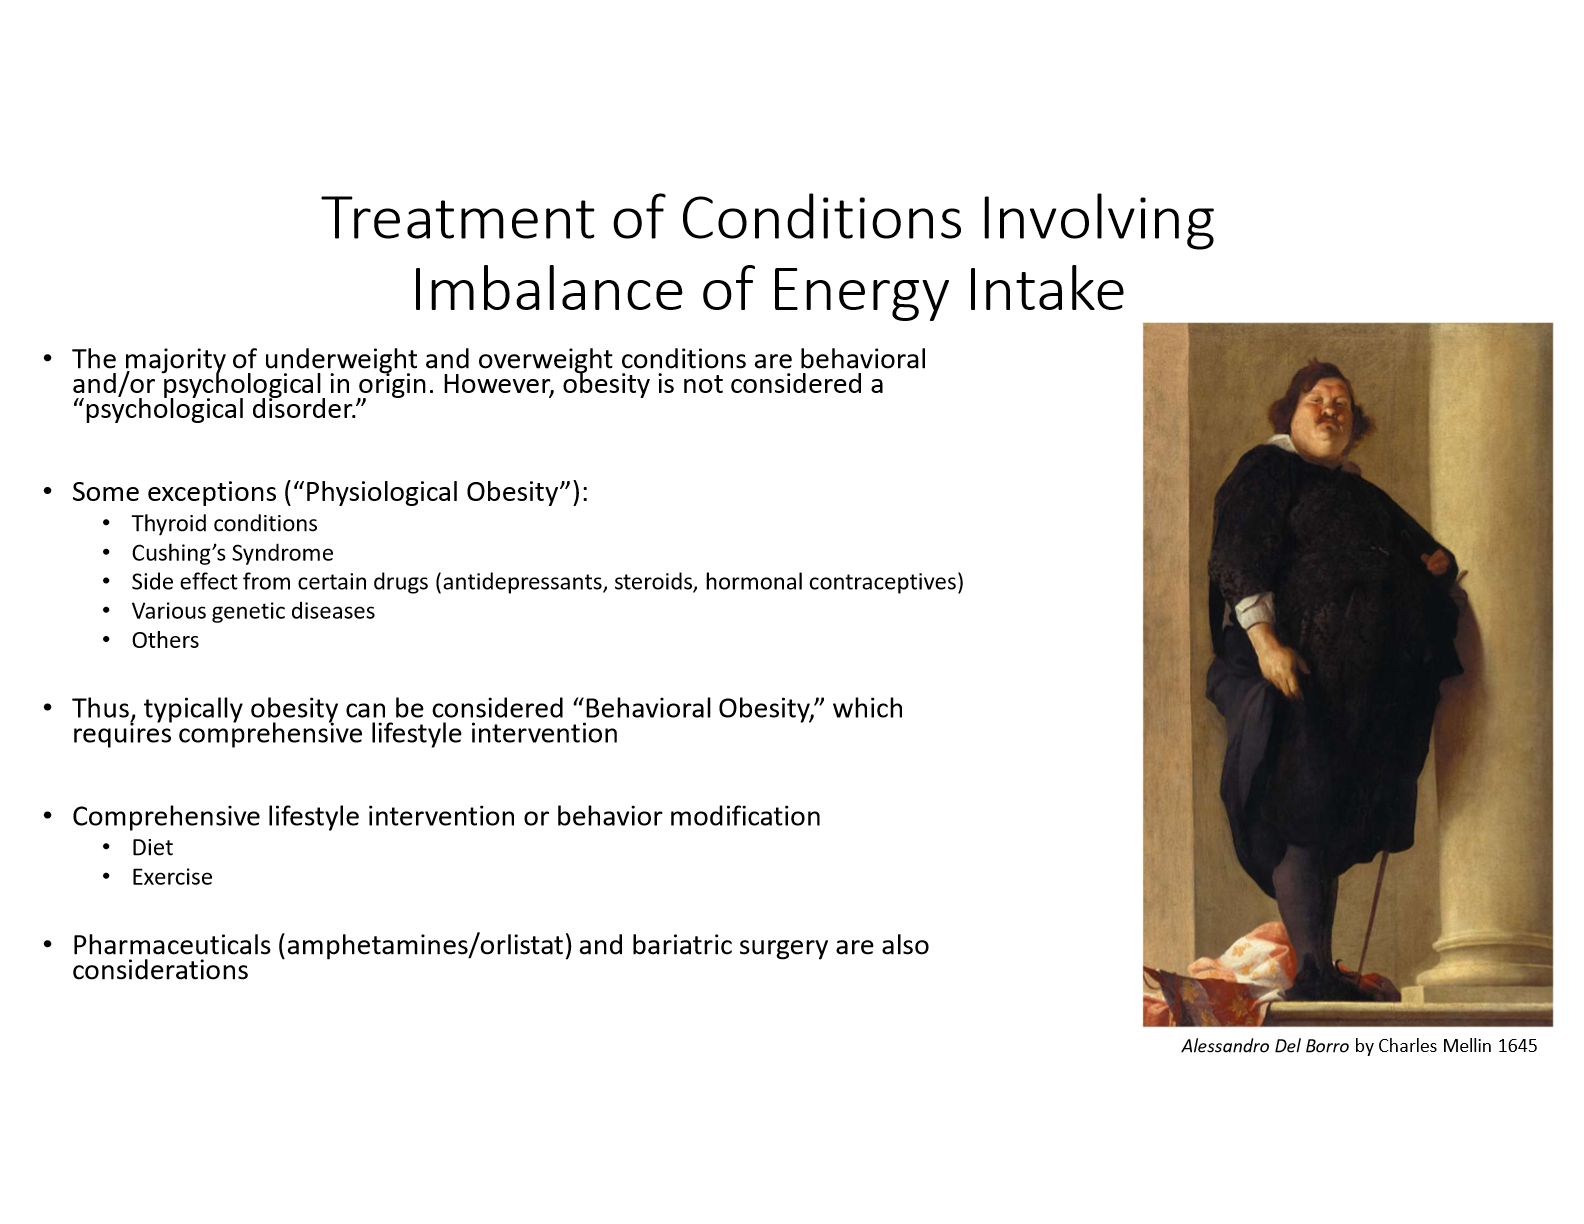 Treatment of Conditions Involving
Imbalance of Energy Intake
• The majority of underweight and overweight conditions are behavioral
and/or psychological in origin. However, obesity is not considered a
“psychological disorder.”
• Some exceptions (“Physiological Obesity”):
• Thyroid conditions
• Cushing’s Syndrome
• Side effect from certain drugs (antidepressants, steroids, hormonal contraceptives)
• Various genetic diseases
• Others
• Thus, typically obesity can be considered “Behavioral Obesity,” which
requires comprehensive lifestyle intervention
• Comprehensive lifestyle intervention or behavior modification
• Diet
• Exercise
• Pharmaceuticals (amphetamines/orlistat) and bariatric surgery are also
considerations
Alessandro Del Borro by Charles Mellin 1645